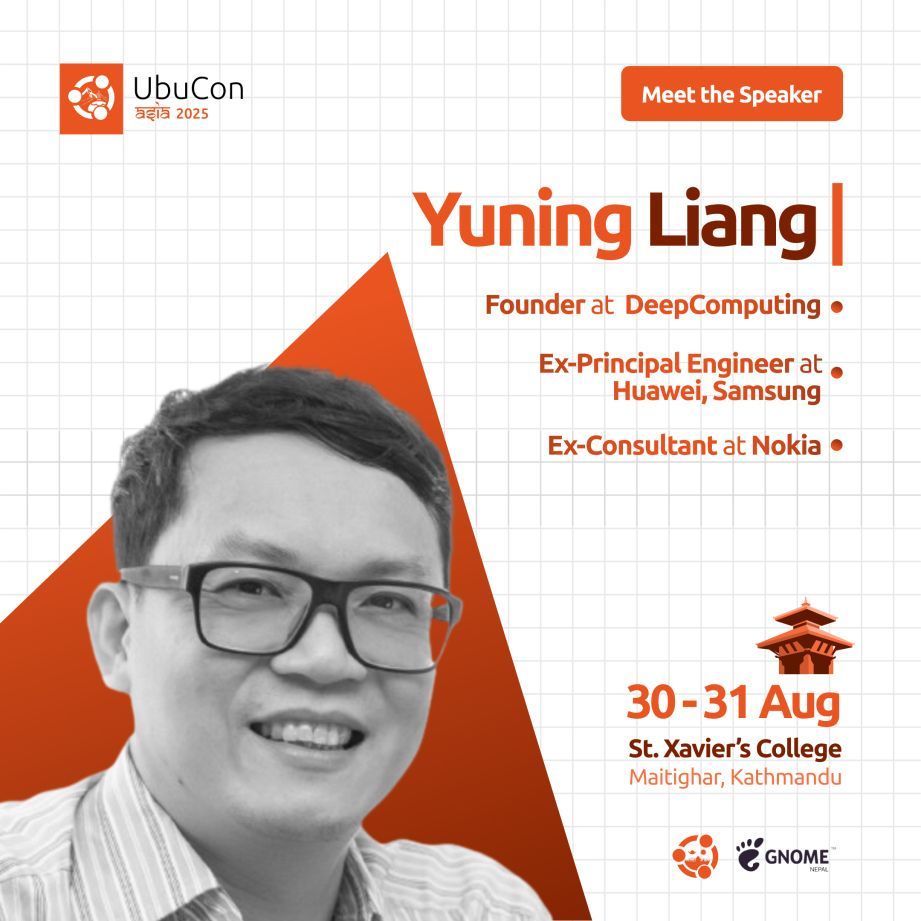 UbuCon
asia 2025
Meet the Speaker
Yuning Liang
Founder at DeepComputing
Ex-Principal Engineer at
Huawei, Samsung
Ex-Consultant at Nokia
30 - 31 Aug
St. Xavier’s College
Maitighar, Kathmandu
GNOME™
NEPAL